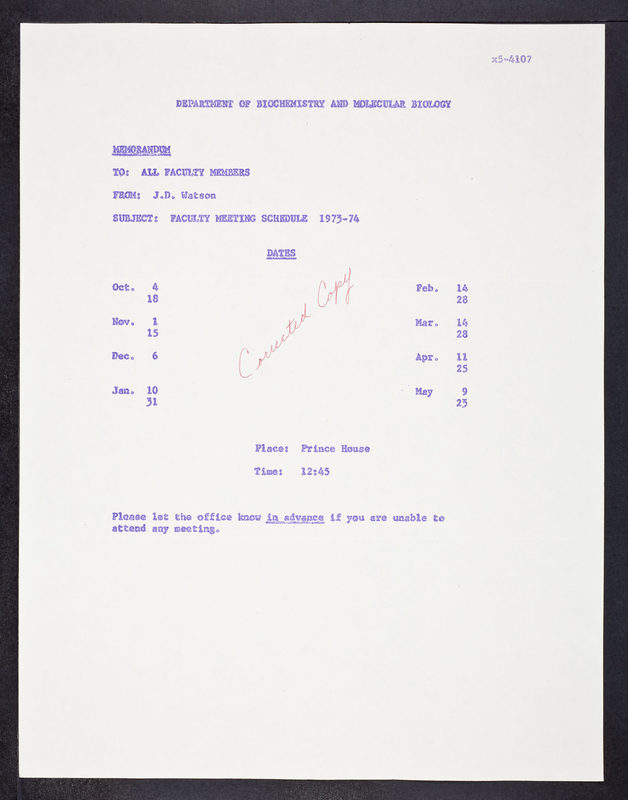 x5-4107
DEPARTMENT OF BIOCHEMISTRY AND MOLECULAR BIOLOGY
MEMORANDUM
TO: ALL FACULTY MEMBERS
FROM: J.D. Watson
SUBJECT: FACULTY MEETING SCHEDULE 1973-74
DATES
Corrected Copy
Oct. 4 Feb. 14
18 28
Nov. 1 Mar. 14
15 28
Dec. 6 Apr. 11
25
Jan. 10 May 9
31 23
Place: Prince House
Time: 12:45
Please let the office know in advance if you are unable to
attend any meeting.